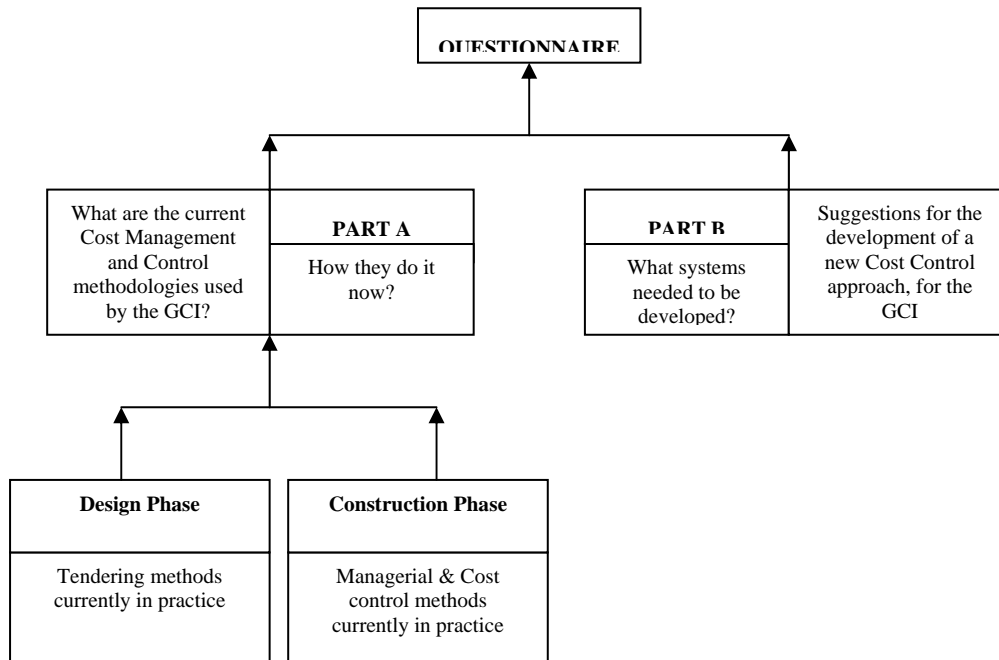 QUESTIONNAIRE
What are the current
Cost Management
and Control
methodologies used
by the GCI?
PART A
How they do it
now?
PART B
What systems
needed to be
developed?
Suggestions for the
development of a
new Cost Control
approach, for the
GCI
Design Phase
Tendering methods
currently in practice
Construction Phase
Managerial & Cost
control methods
currently in practice